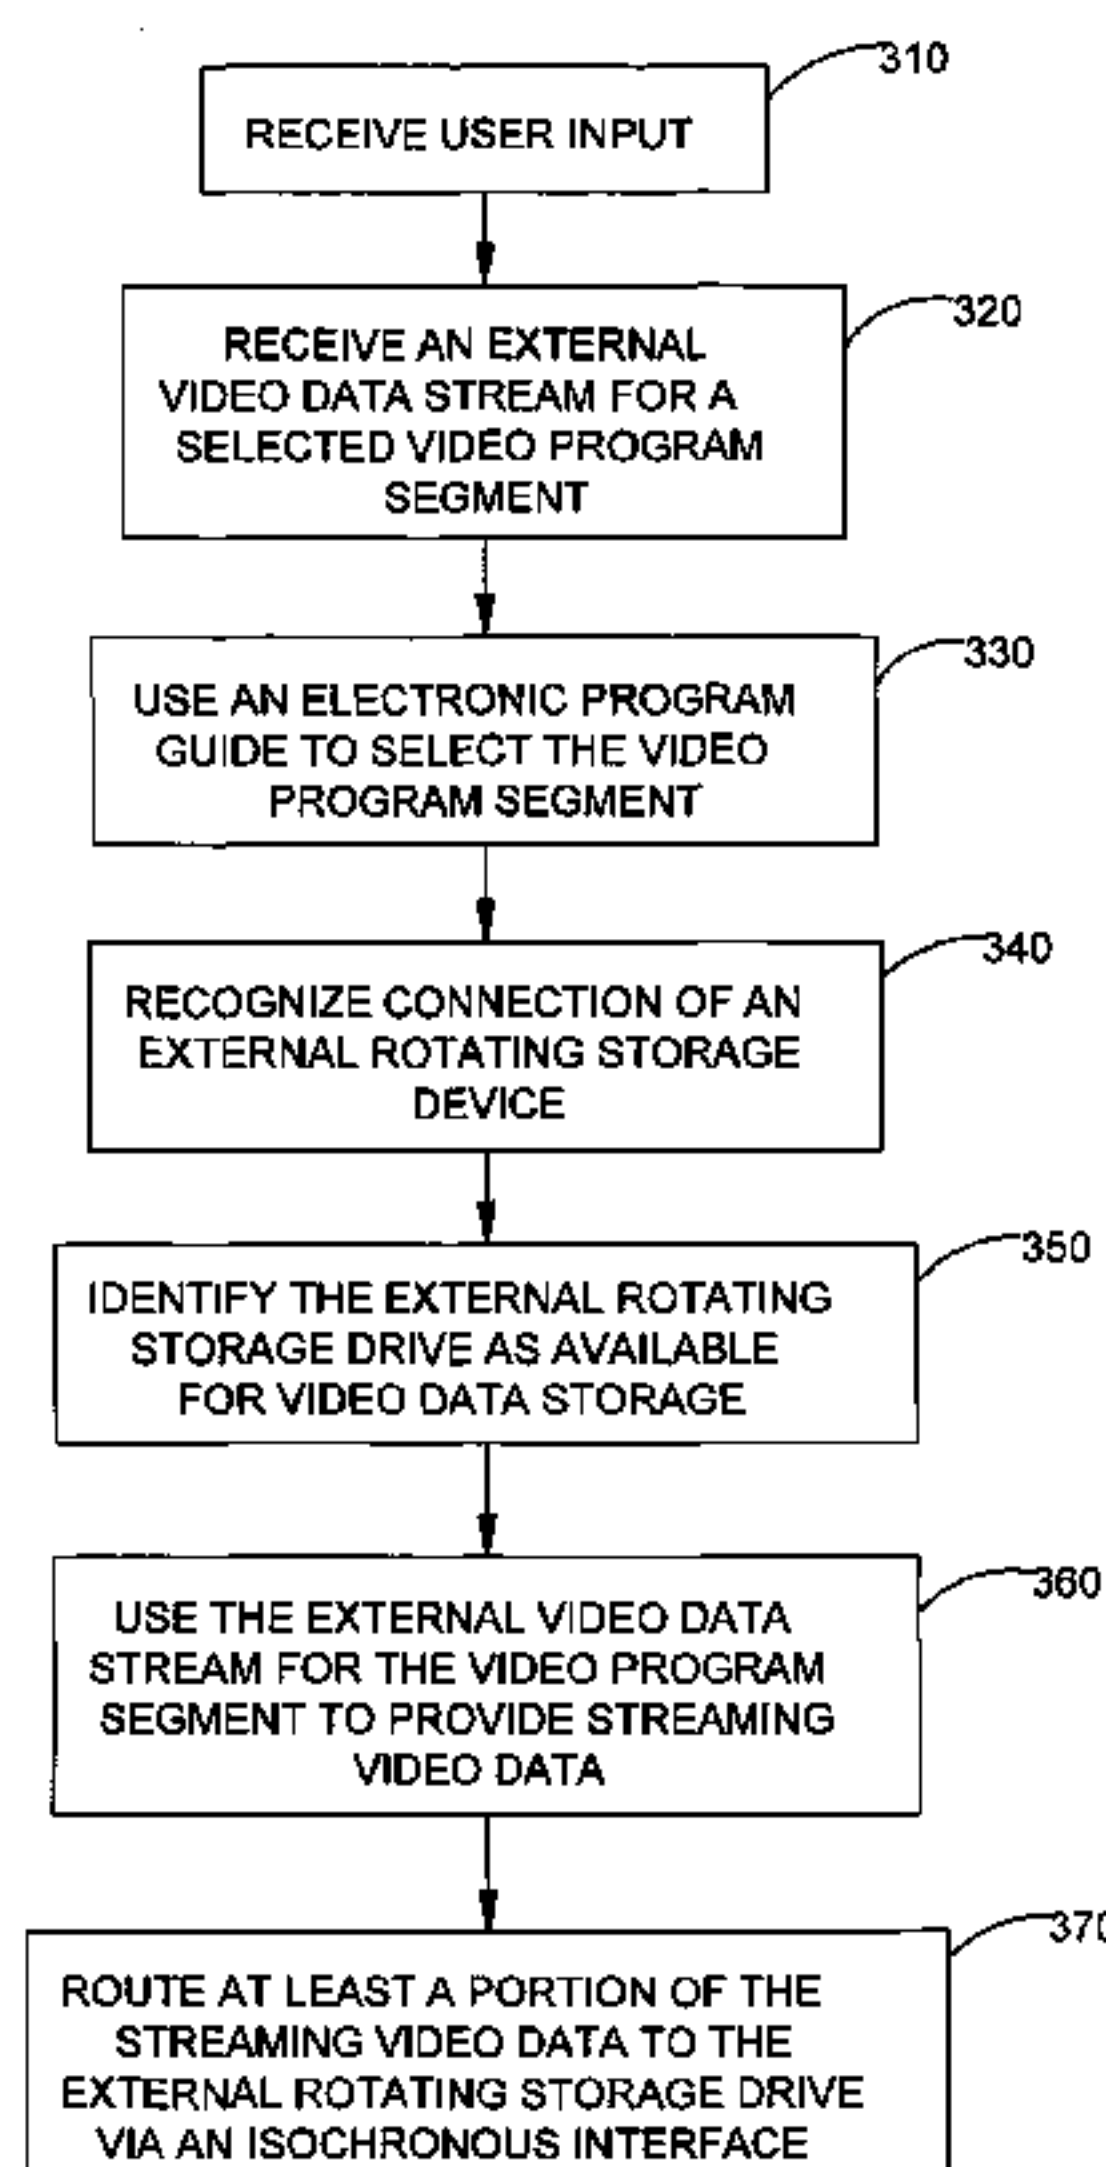 310
RECEIVE USER INPUT
320
RECEIVE AN EXTERNAL
VIDEO DATA STREAM FOR A
SELECTED VIDEO PROGRAM
SEGMENT
330
USE AN ELECTRONIC PROGRAM
GUIDE TO SELECT THE VIDEO
PROGRAM SEGMENT
340
RECOGNIZE CONNECTION OF AN
EXTERNAL ROTATING STORAGE
DEVICE
350
IDENTIFY THE EXTERNAL ROTATING
STORAGE DRIVE AS AVAILABLE
FOR VIDEO DATA STORAGE
360
USE THE EXTERNAL VIDEO DATA
STREAM FOR THE VIDEO PROGRAM
SEGMENT TO PROVIDE STREAMING
VIDEO DATA
370
ROUTE AT LEAST A PORTION OF THE
STREAMING VIDEO DATA TO THE
EXTERNAL ROTATING STORAGE DRIVE
VIA AN ISOCHRONOUS INTERFACE